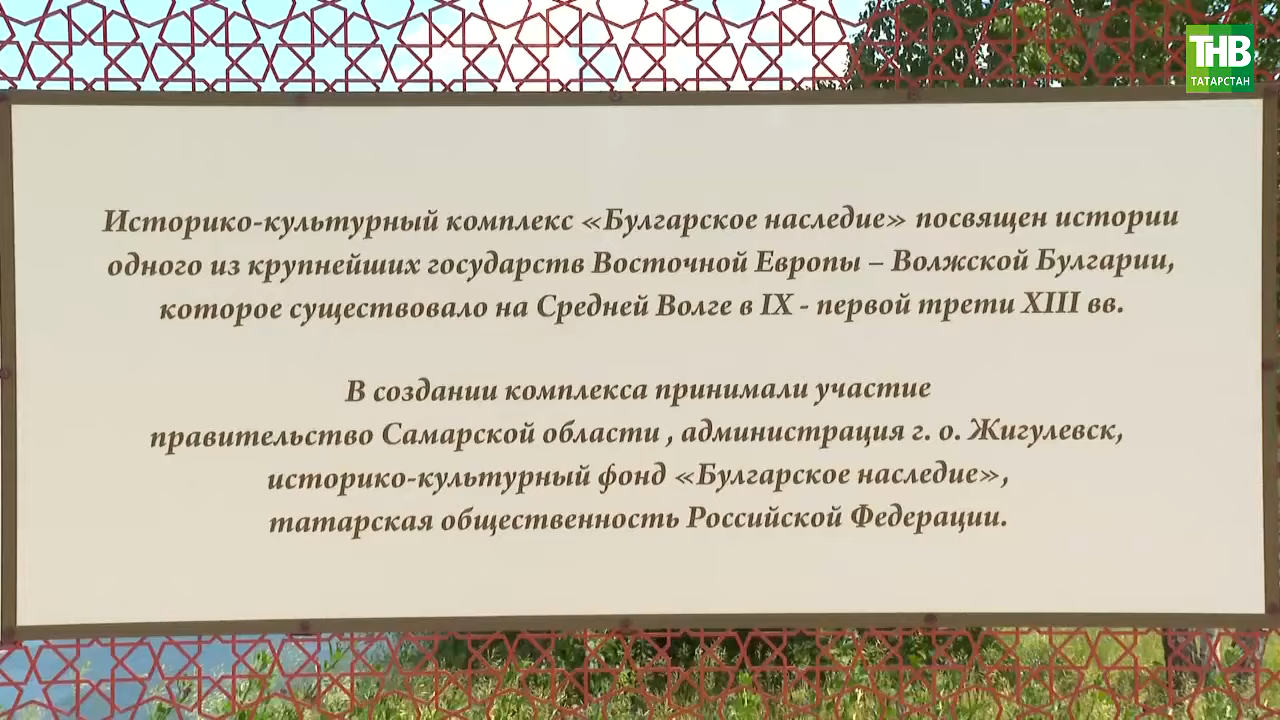 ТНВ
ТАТАРСТАН
Историко-культурный комплекс «Булгарское наследие» посвящен истории
одного из крупнейших государств Восточной Европы – Волжской Булгарии,
которое существовало на Средней Волге в IX - первой трети XIII вв.
В создании комплекса принимали участие
правительство Самарской области , администрация г. о. Жигулевск,
историко-культурный фонд «Булгарское наследие»,
татарская общественность Российской Федерации.